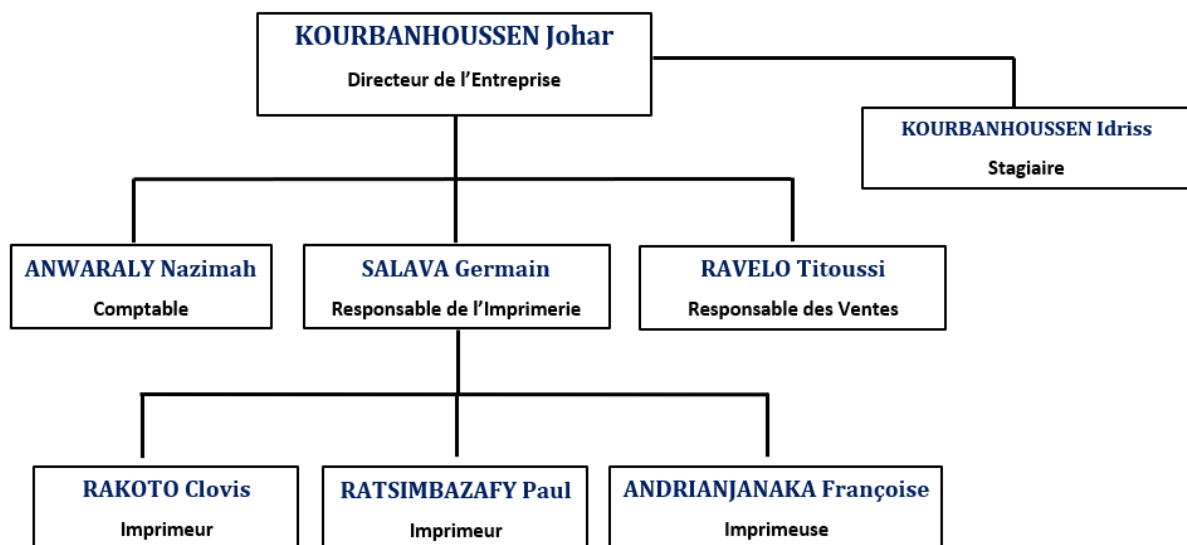 KOURBANHOUSSEN Johar
Directeur de l’Entreprise
KOURBANHOUSSEN Idriss
Stagiaire
ANWARALY Nazimah
Comptable
SALAVA Germain
Responsable de l’Imprimerie
RAVELO Titoussi
Responsable des Ventes
RAKOTO Clovis
Imprimeur
RATSIMBAZAFY Paul
Imprimeur
ANDRIANJANAKA Françoise
Imprimeuse